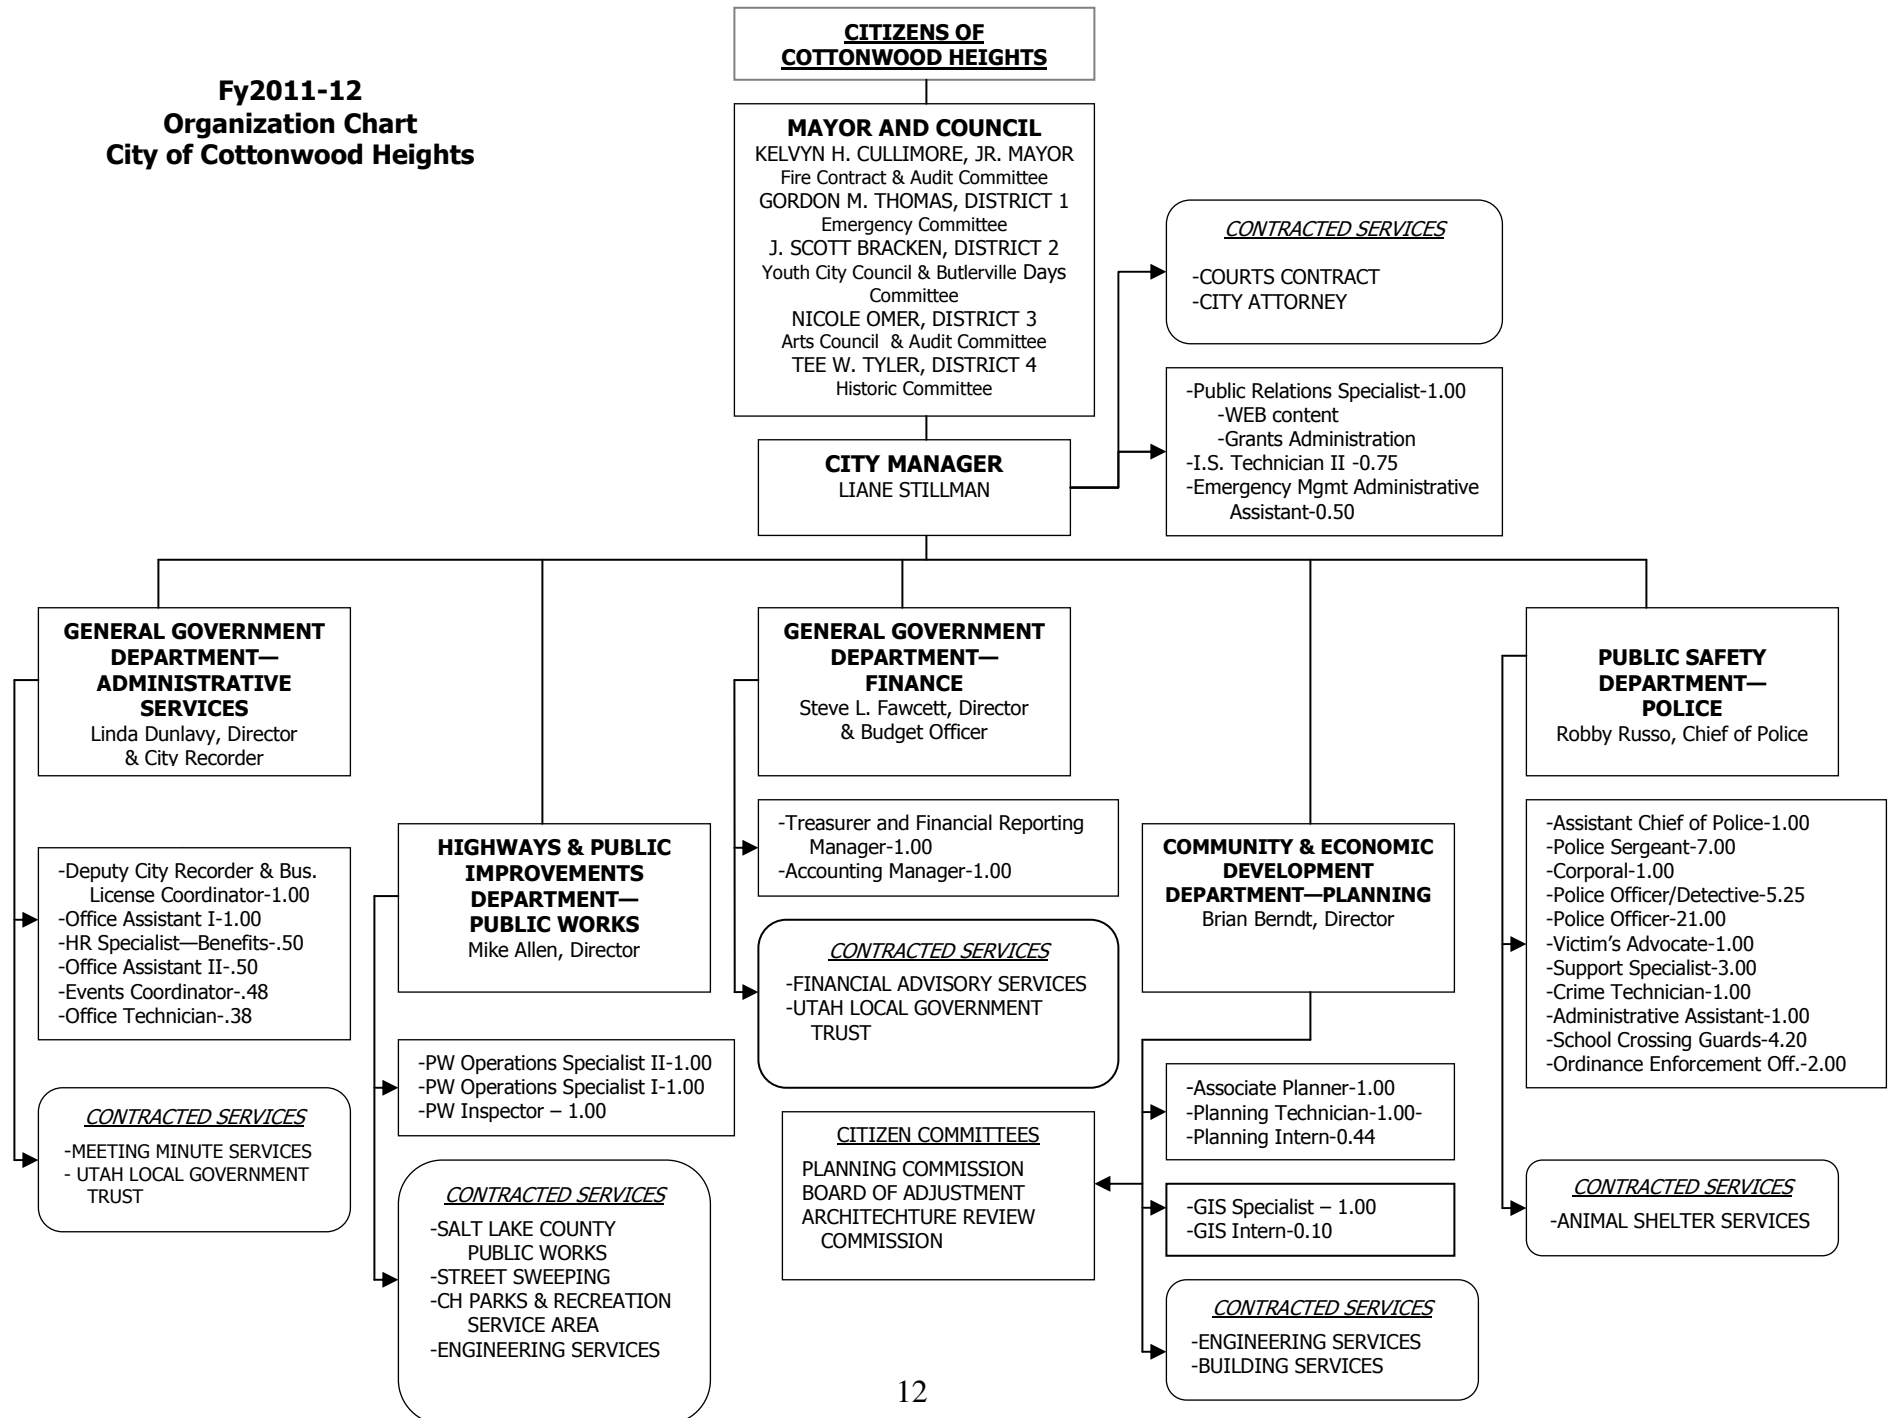 Fy2011-12
Organization Chart
City of Cottonwood Heights
CITIZENS OF
COTTONWOOD HEIGHTS
MAYOR AND COUNCIL
KELVYN H. CULLIMORE, JR. MAYOR
Fire Contract & Audit Committee
GORDON M. THOMAS, DISTRICT 1
Emergency Committee
J. SCOTT BRACKEN, DISTRICT 2
Youth City Council & Butlerville Days
Committee
NICOLE OMER, DISTRICT 3
Arts Council & Audit Committee
TEE W. TYLER, DISTRICT 4
Historic Committee
CONTRACTED SERVICES
-COURTS CONTRACT
-CITY ATTORNEY
CITY MANAGER
LIANE STILLMAN
-Public Relations Specialist-1.00
-WEB content
-Grants Administration
-I.S. Technician II -0.75
-Emergency Mgmt Administrative
Assistant-0.50
GENERAL GOVERNMENT
DEPARTMENT—
ADMINISTRATIVE
SERVICES
Linda Dunlavy, Director
& City Recorder
-Deputy City Recorder & Bus.
License Coordinator-1.00
-Office Assistant I-1.00
-HR Specialist—Benefits-.50
-Office Assistant II-.50
-Events Coordinator-.48
-Office Technician-.38
CONTRACTED SERVICES
-MEETING MINUTE SERVICES
- UTAH LOCAL GOVERNMENT
TRUST
HIGHWAYS & PUBLIC
IMPROVEMENTS
DEPARTMENT—
PUBLIC WORKS
Mike Allen, Director
-PW Operations Specialist II-1.00
-PW Operations Specialist I-1.00
-PW Inspector – 1.00
CONTRACTED SERVICES
-SALT LAKE COUNTY
PUBLIC WORKS
-STREET SWEEPING
-CH PARKS & RECREATION
SERVICE AREA
-ENGINEERING SERVICES
GENERAL GOVERNMENT
DEPARTMENT—
FINANCE
Steve L. Fawcett, Director
& Budget Officer
-Treasurer and Financial Reporting
Manager-1.00
-Accounting Manager-1.00
CONTRACTED SERVICES
-FINANCIAL ADVISORY SERVICES
-UTAH LOCAL GOVERNMENT
TRUST
COMMUNITY & ECONOMIC
DEVELOPMENT
DEPARTMENT—PLANNING
Brian Berndt, Director
CITIZEN COMMITTEES
PLANNING COMMISSION
BOARD OF ADJUSTMENT
ARCHITECHTURE REVIEW
COMMISSION
-Associate Planner-1.00
-Planning Technician-1.00-
-Planning Intern-0.44
-GIS Specialist – 1.00
-GIS Intern-0.10
CONTRACTED SERVICES
-ENGINEERING SERVICES
-BUILDING SERVICES
PUBLIC SAFETY
DEPARTMENT—
POLICE
Robby Russo, Chief of Police
-Assistant Chief of Police-1.00
-Police Sergeant-7.00
-Corporal-1.00
-Police Officer/Detective-5.25
-Police Officer-21.00
-Victim’s Advocate-1.00
-Support Specialist-3.00
-Crime Technician-1.00
-Administrative Assistant-1.00
-School Crossing Guards-4.20
-Ordinance Enforcement Off.-2.00
CONTRACTED SERVICES
-ANIMAL SHELTER SERVICES
12